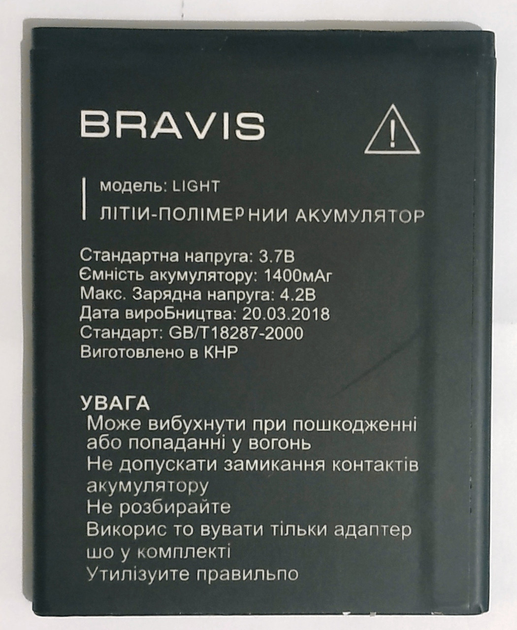 BRAVIS
модель: LIGHT
ЛІТІИ-ПОЛІМЕРНИИ АКУМУЛЯТОР
Стандартна напруга: 3.7В
Ємність акумулятору: 1400мАг
Макс. Зарядна напруга: 4.2В
Дата вироБництва: 20.03.2018
Стандарт: GB/T18287-2000
Виготовлено в КНР
УВАГА
Може вибухнути при пошкодженні
або попаданні у вогонь
Не допускати замикання контактів
акумулятору
Не розбирайте
Викорис то вувати тільки адаптер
шо у комплекті
Утилізуите правильпо